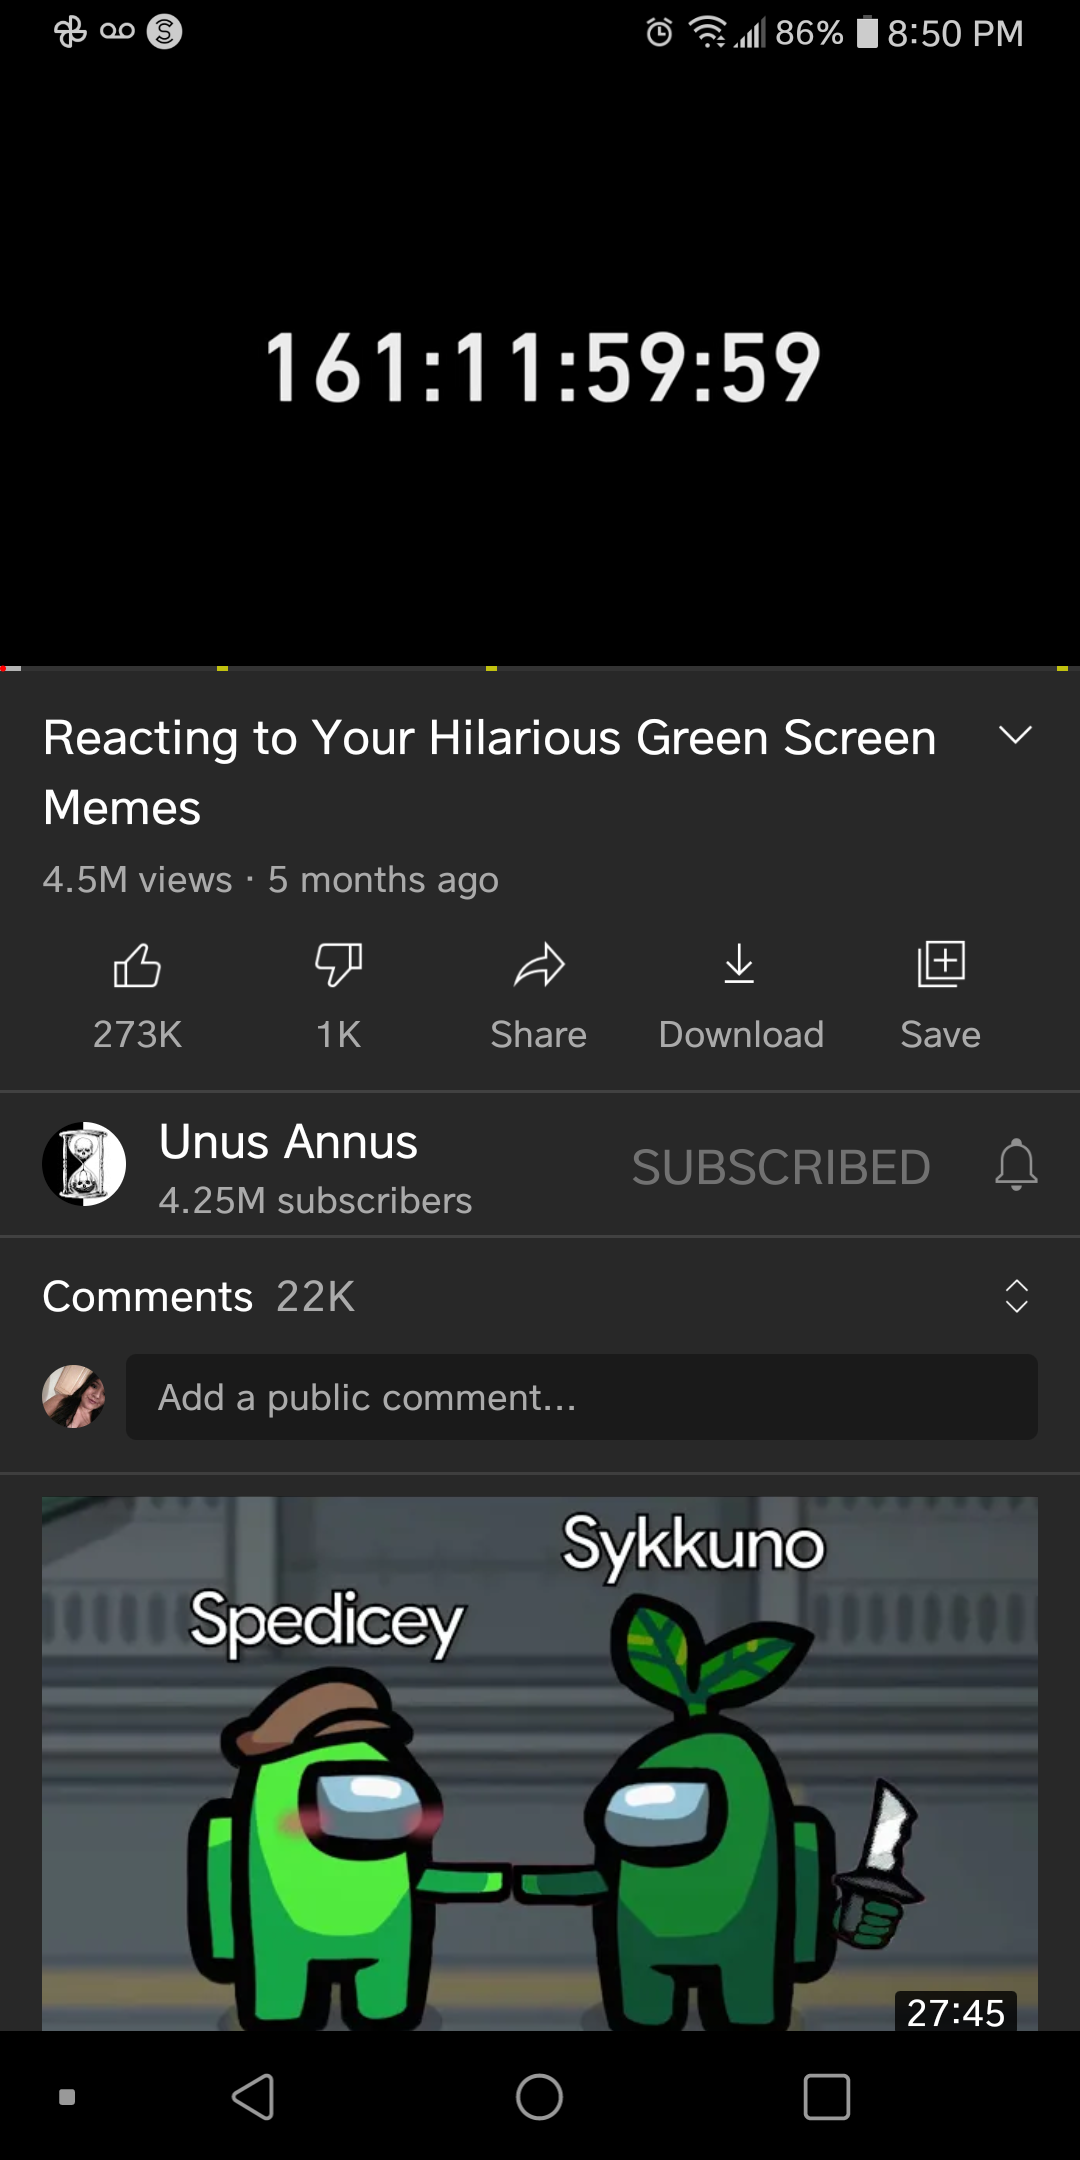 86% 8:50 PM
161:11:59:59
Reacting to Your Hilarious Green Screen
Memes
4.5M views · 5 months ago
273K 1K Share Download Save
Unus Annus
4.25M subscribers
SUBSCRIBED
Comments 22K
Add a public comment...
Sykkuno
Spedicey
27:45